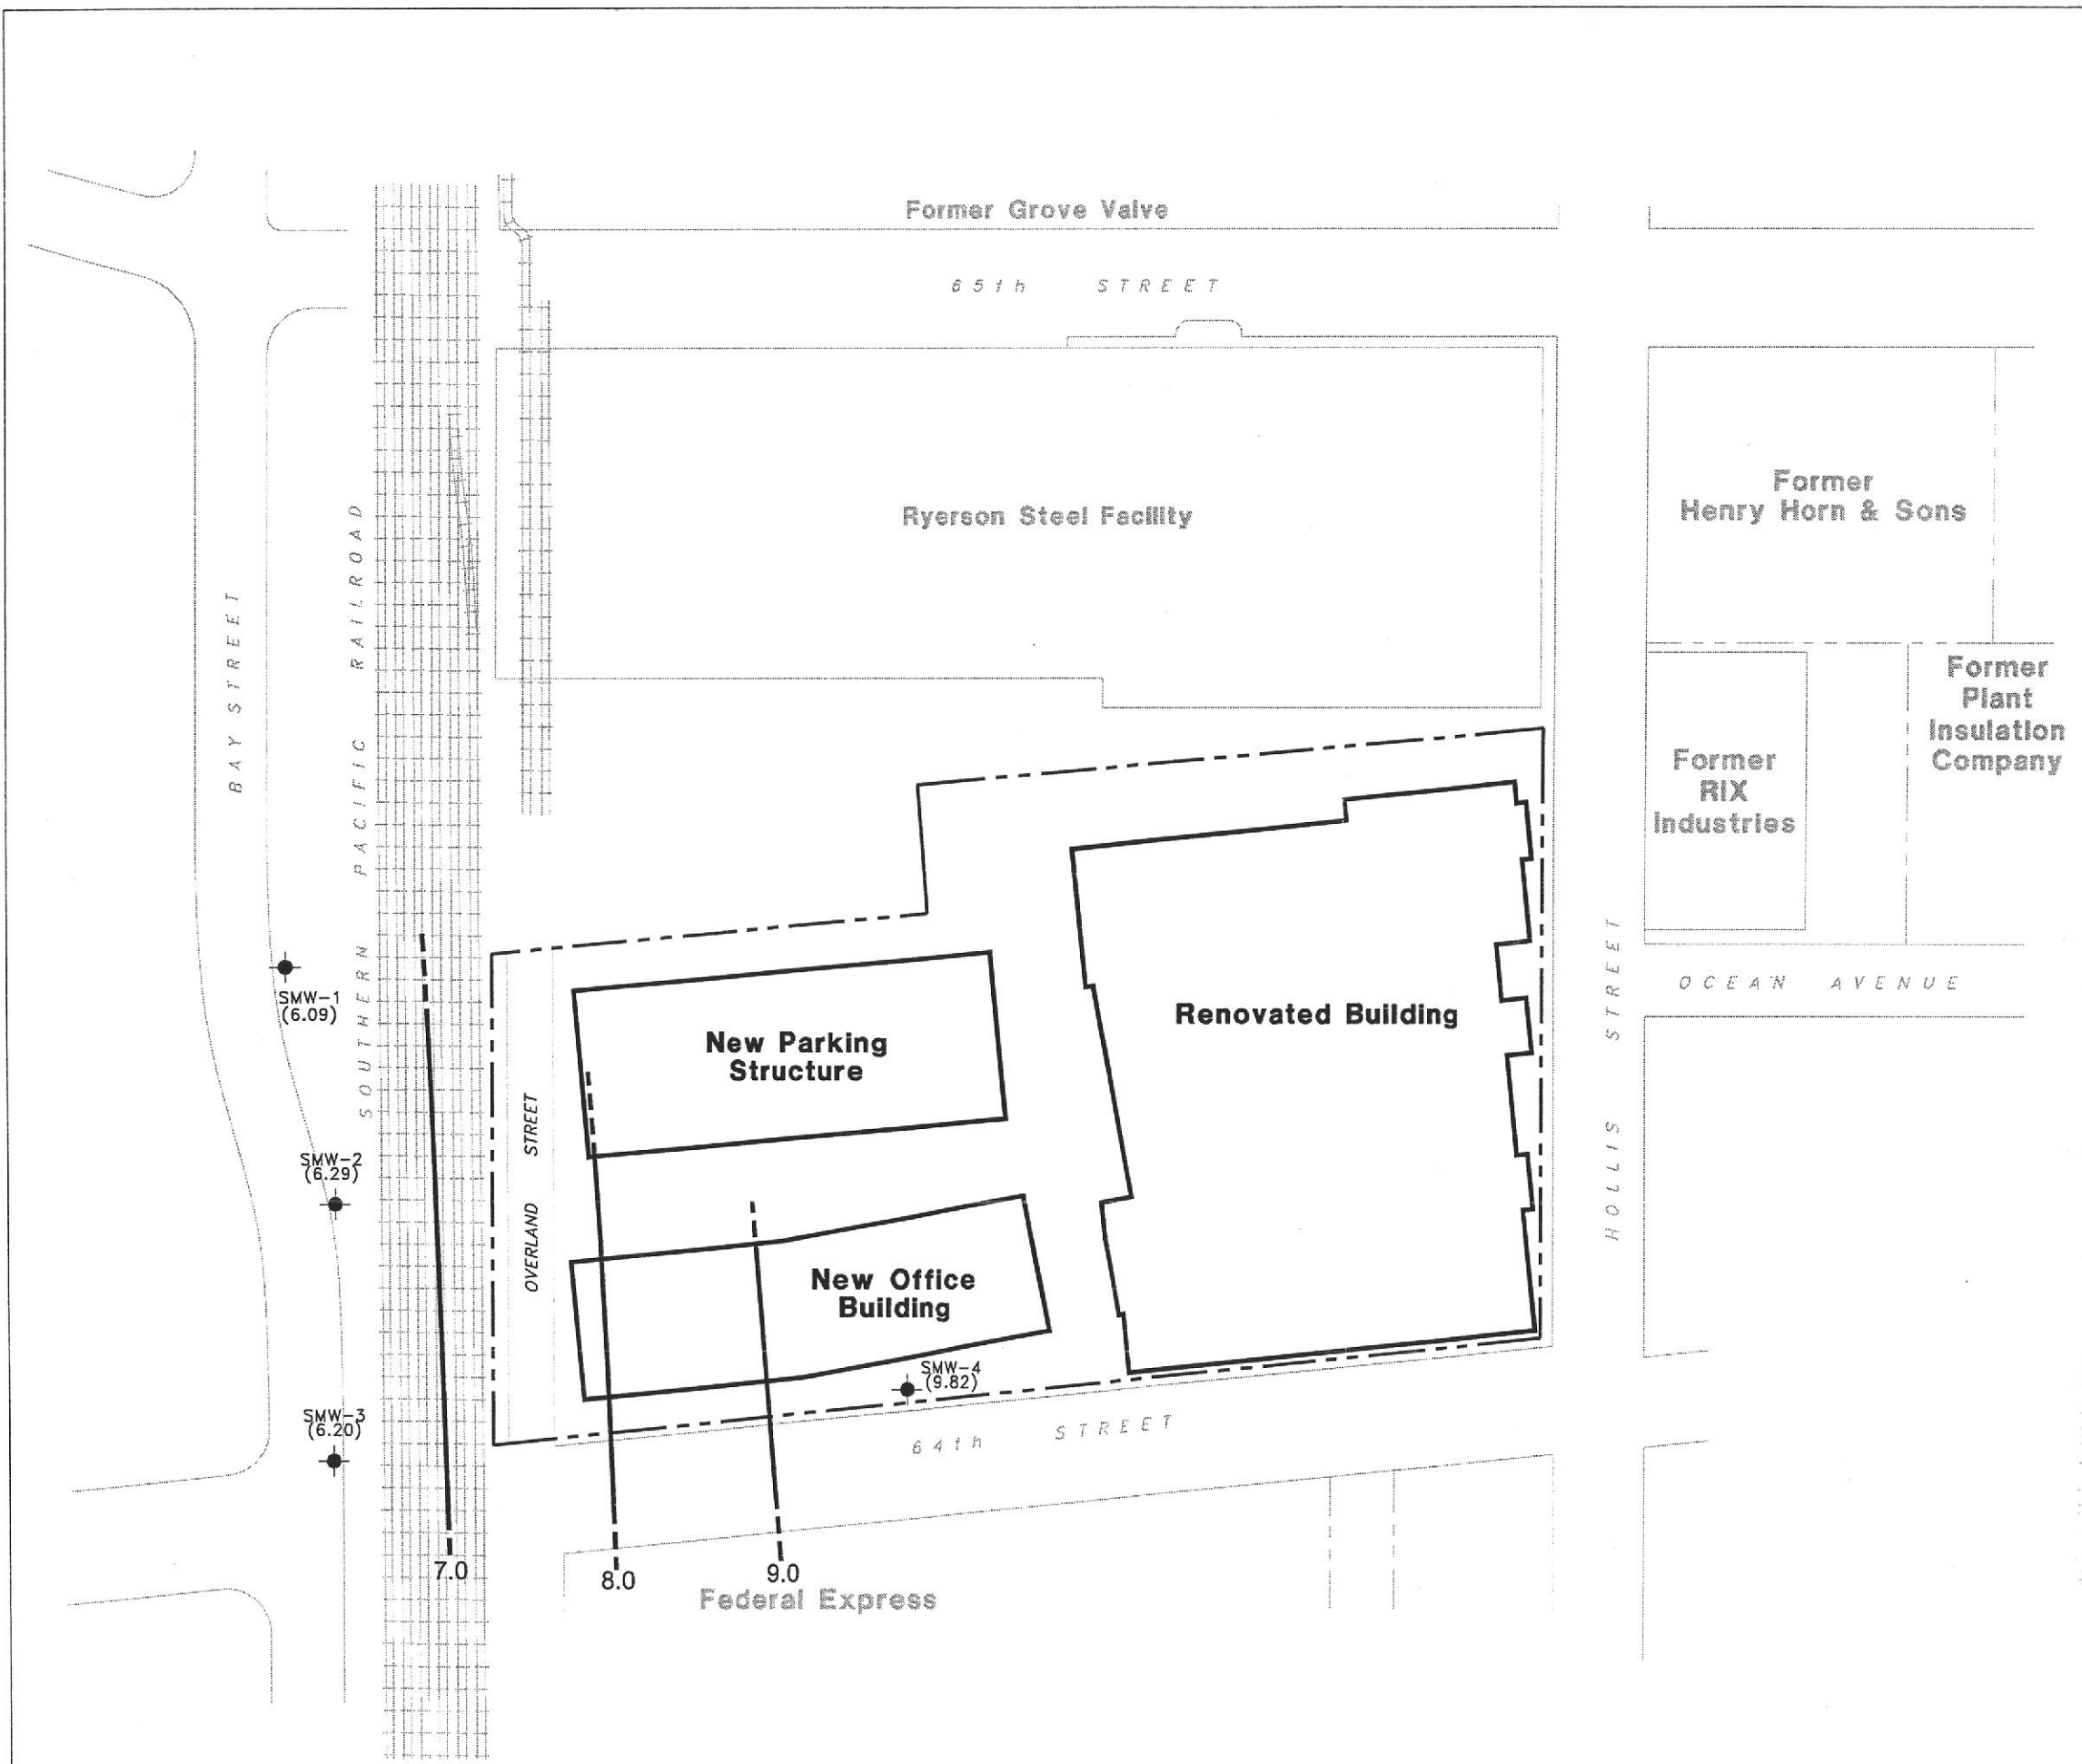 Former Grove Valve
65th STREET
Former
Henry Horn & Sons
Ryerson Steel Facility
BAY STREET
SOUTHERN PACIFIC RAILROAD
Former
Plant
Insulation
Company
Former
RIX
Industries
SMW-1
(6.09)
OCEAN AVENUE
HOLLIS STREET
Renovated Building
New Parking
Structure
OVERLAND STREET
SMW-2
(6.29)
New Office
Building
SMW-4
(9.82)
SMW-3
(6.20)
64th STREET
7.0
8.0
9.0
Federal Express